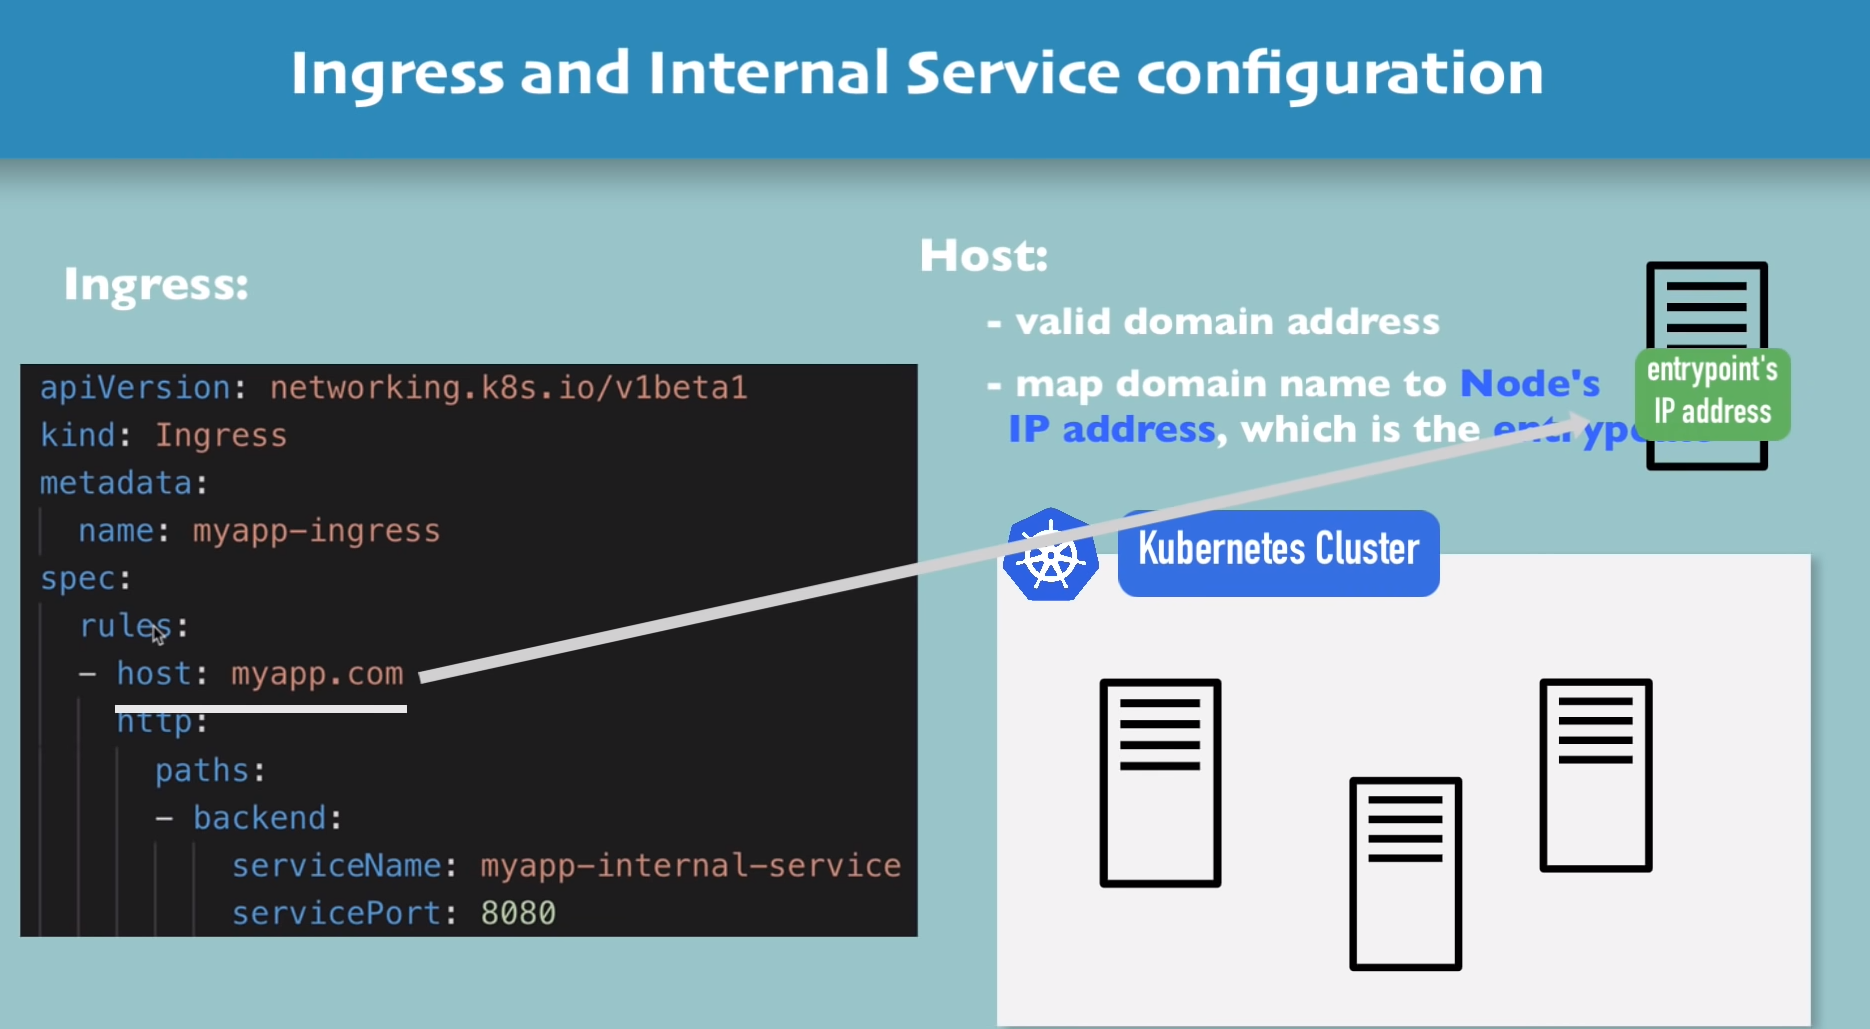 Ingress and Internal Service configuration
Ingress:
apiVersion: networking.k8s.io/v1beta1
kind: Ingress
metadata:
name: myapp-ingress
spec:
rules:
- host: myapp.com
http:
paths:
- backend:
serviceName: myapp-internal-service
servicePort: 8080
Host:
- valid domain address
- map domain name to Node's
IP address, which is the
entrypoint's
IP address
Kubernetes Cluster